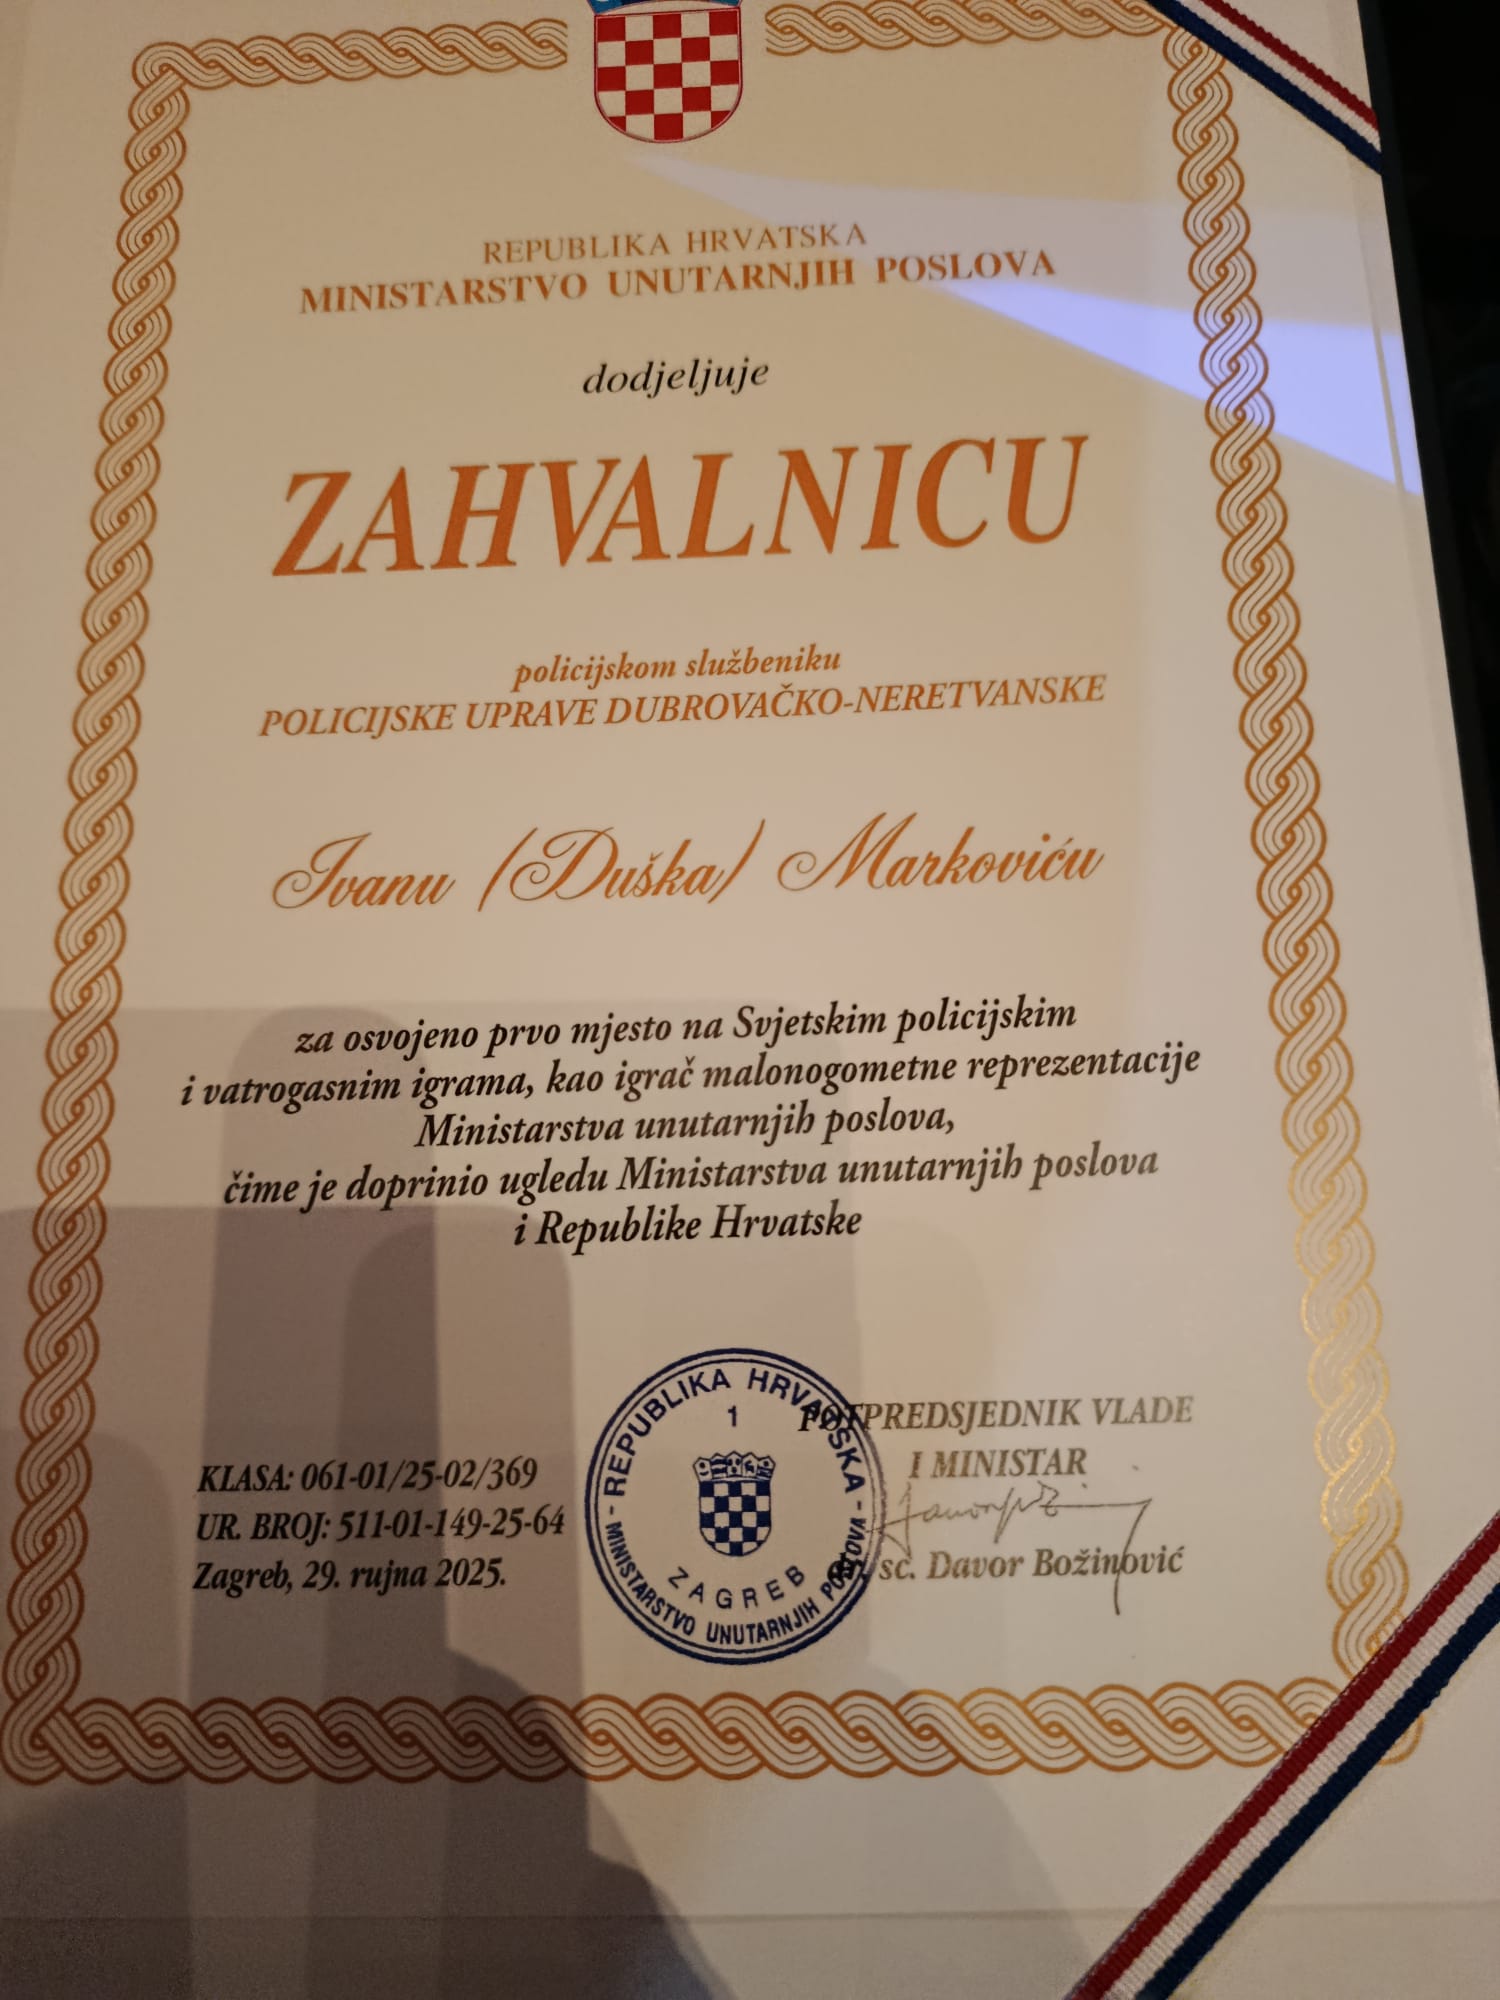 REPUBLIKA HRVATSKA
MINISTARSTVO UNUTARNJIH POSLOVA
dodjeljuje
ZAHVALNICU
policijskom službeniku
POLICIJSKE UPRAVE DUBROVAČKO-NERETVANSKE
Ivanu (Duška) Markoviću
za osvojeno prvo mjesto na Svjetskim policijskim
i vatrogasnim igrama, kao igrač malonogometne reprezentacije
Ministarstva unutarnjih poslova,
čime je doprinio ugledu Ministarstva unutarnjih poslova
i Republike Hrvatske
KLASA: 061-01/25-02/369
UR. BROJ: 511-01-149-25-64
Zagreb, 29. rujna 2025.
REPUBLIKA HRVATSKA
1
ZAGREB
MINISTARSTVO UNUTARNJIH POSLOVA
POTPREDSJEDNIK VLADE
I MINISTAR
sc. Davor Božinović